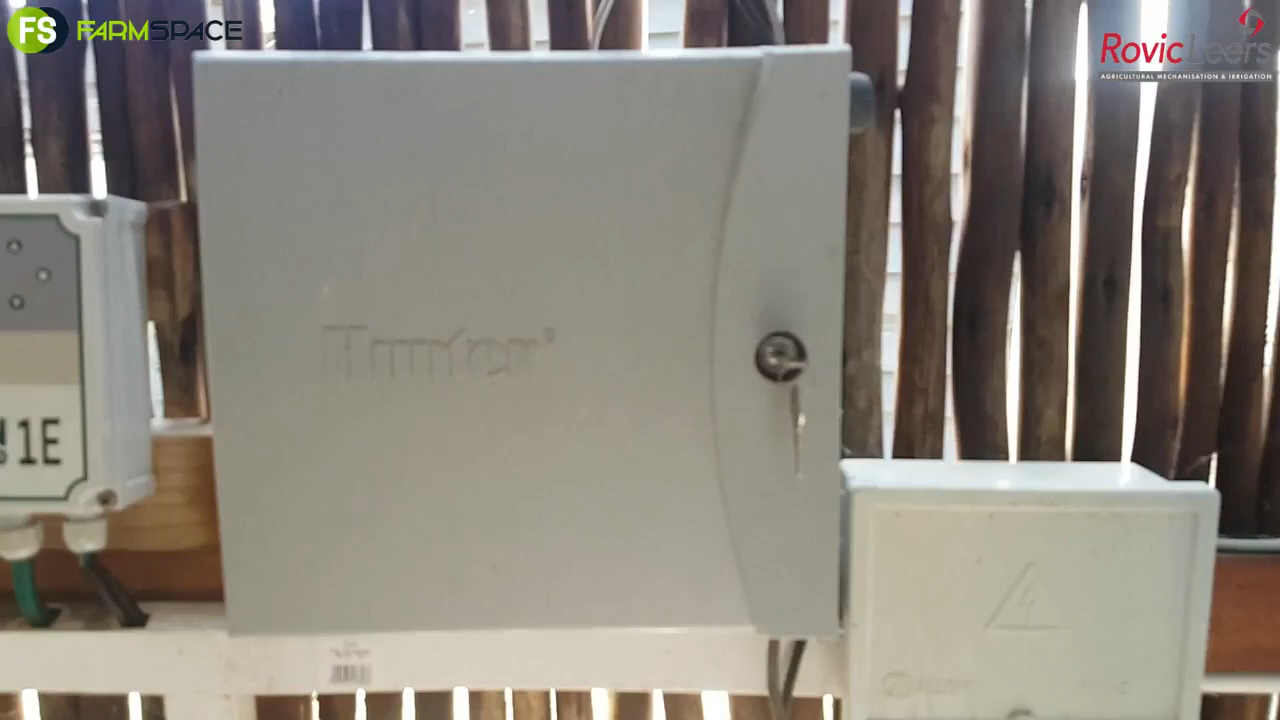 FS FARMSPACE
RovicLeers
AGRICULTURAL MECHANISATION & IRRIGATION
Hunter®
1E